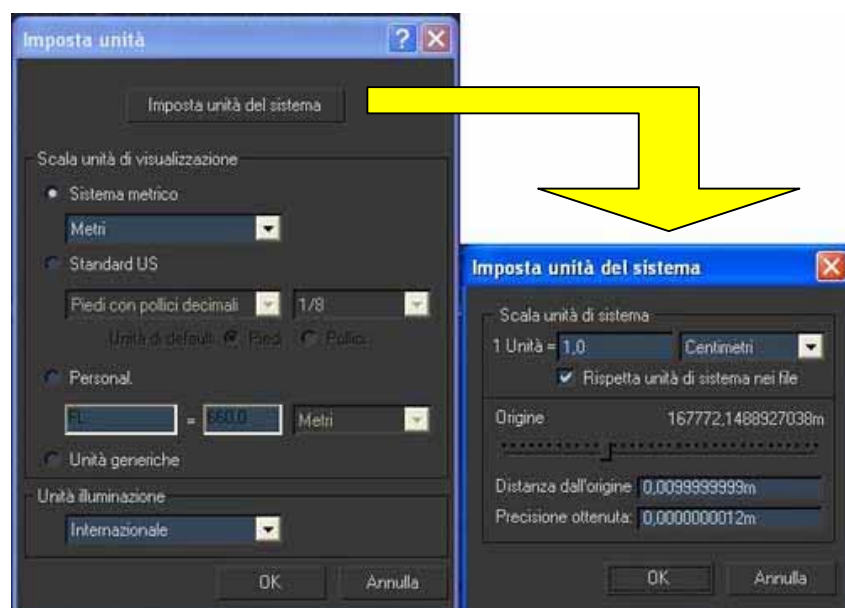 Imposta unità
Imposta unità del sistema
Scala unità di visualizzazione
Sistema metrico
Metri
Standard US
Piedi con pollici decimali 1/8
Unità di default: Piedi Pollici
Personal.
FL = 660,0 Metri
Unità generiche
Unità illuminazione
Internazionale
OK Annulla
Imposta unità del sistema
Scala unità di sistema
1 Unità = 1,0 Centimetri
Rispetta unità di sistema nei file
Origine 167772,1488927038m
Distanza dall'origine 0,0099999999m
Precisione ottenuta: 0,0000000012m
OK Annulla